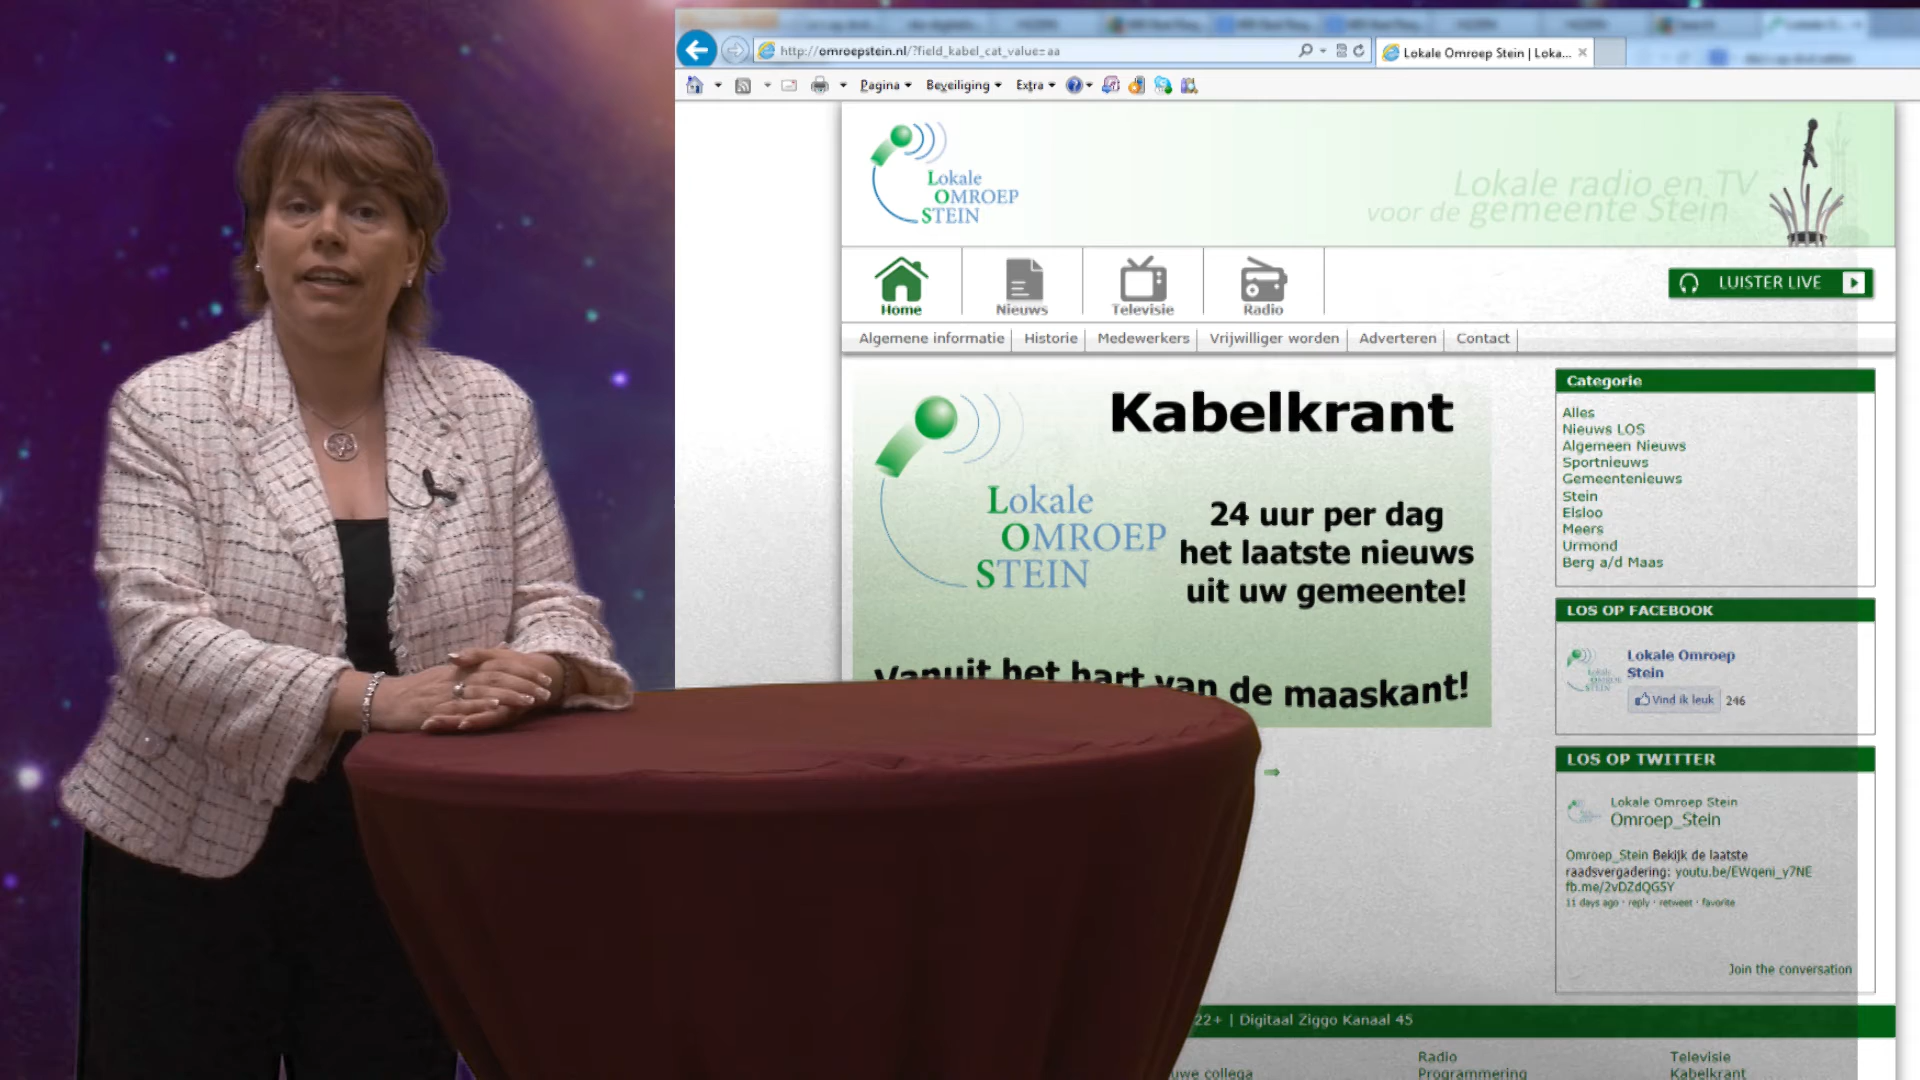 http://omroepstein.nl/?field_kabel_cat_value=aa
Lokale Omroep Stein | Loka...
Pagina
Beveiliging
Extra
Lokale
OMROEP
STEIN
Lokale radio en TV
voor de gemeente Stein
Home
Nieuws
Televisie
Radio
LUISTER LIVE
Algemene informatie
Historie
Medewerkers
Vrijwilliger worden
Adverteren
Contact
Kabelkrant
Lokale
OMROEP
STEIN
24 uur per dag
het laatste nieuws
uit uw gemeente!
Vanuit het hart van de maaskant!
Categorie
Alles
Nieuws LOS
Algemeen Nieuws
Sportnieuws
Gemeentenieuws
Stein
Elsloo
Meers
Urmond
Berg a/d Maas
LOS OP FACEBOOK
Lokale Omroep
Stein
Vind ik leuk 246
LOS OP TWITTER
Lokale Omroep Stein
Omroep_Stein
Omroep_Stein Bekijk de laatste
raadsvergadering: youtu.be/EWqeni_y7NE
fb.me/2vDZdQG5Y
11 days ago · reply · retweet · favorite
Join the conversation
22+ | Digitaal Ziggo Kanaal 45
Radio
Televisie
uwe collega
Programmering
Kabelkrant